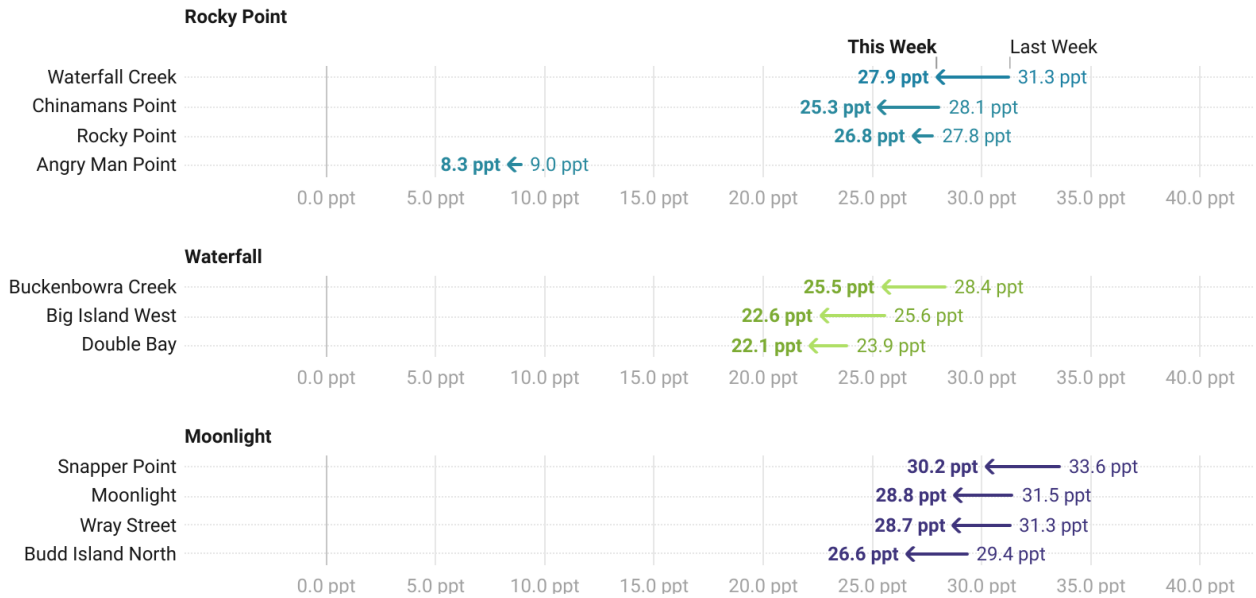 Rocky Point
This Week Last Week
Waterfall Creek 27.9 ppt 31.3 ppt
Chinamans Point 25.3 ppt 28.1 ppt
Rocky Point 26.8 ppt 27.8 ppt
Angry Man Point 8.3 ppt 9.0 ppt
0.0 ppt 5.0 ppt 10.0 ppt 15.0 ppt 20.0 ppt 25.0 ppt 30.0 ppt 35.0 ppt 40.0 ppt
Waterfall
Buckenbowra Creek 25.5 ppt 28.4 ppt
Big Island West 22.6 ppt 25.6 ppt
Double Bay 22.1 ppt 23.9 ppt
0.0 ppt 5.0 ppt 10.0 ppt 15.0 ppt 20.0 ppt 25.0 ppt 30.0 ppt 35.0 ppt 40.0 ppt
Moonlight
Snapper Point 30.2 ppt 33.6 ppt
Moonlight 28.8 ppt 31.5 ppt
Wray Street 28.7 ppt 31.3 ppt
Budd Island North 26.6 ppt 29.4 ppt
0.0 ppt 5.0 ppt 10.0 ppt 15.0 ppt 20.0 ppt 25.0 ppt 30.0 ppt 35.0 ppt 40.0 ppt